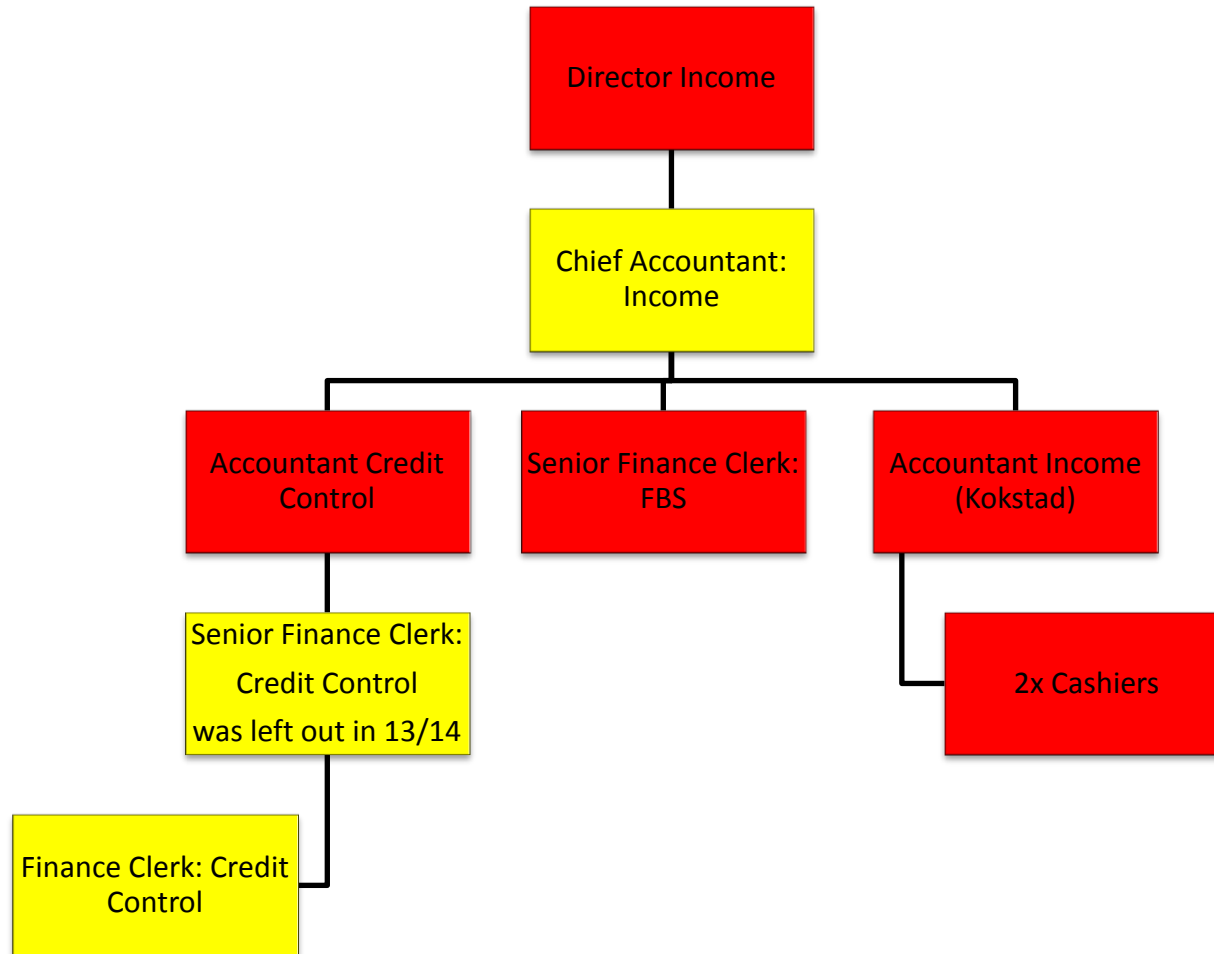 Director Income
Chief Accountant:
Income
Accountant Credit
Control
Senior Finance Clerk:
FBS
Accountant Income
(Kokstad)
Senior Finance Clerk:
Credit Control
was left out in 13/14
2x Cashiers
Finance Clerk: Credit
Control